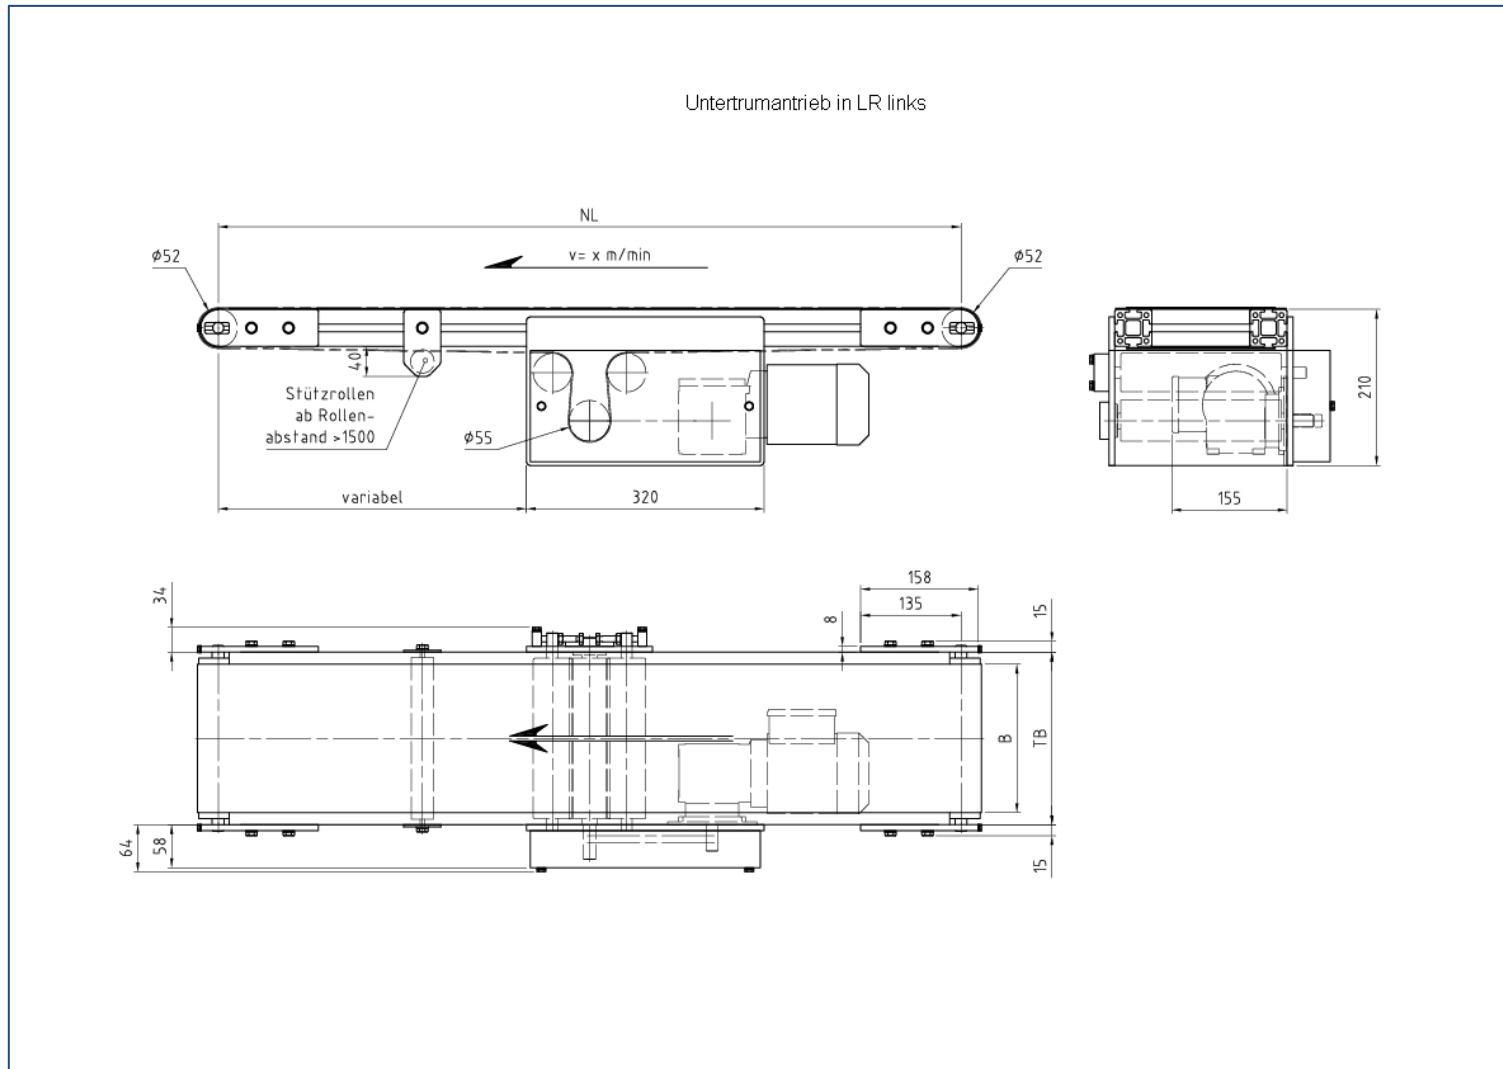 Untertrumantrieb in LR links
NL
v= x m/min
ø52
ø52
40
Stützrollen
ab Rollen-
abstand >1500
ø55
210
variabel
320
155
158
135
34
8
15
B
TB
64
58
15